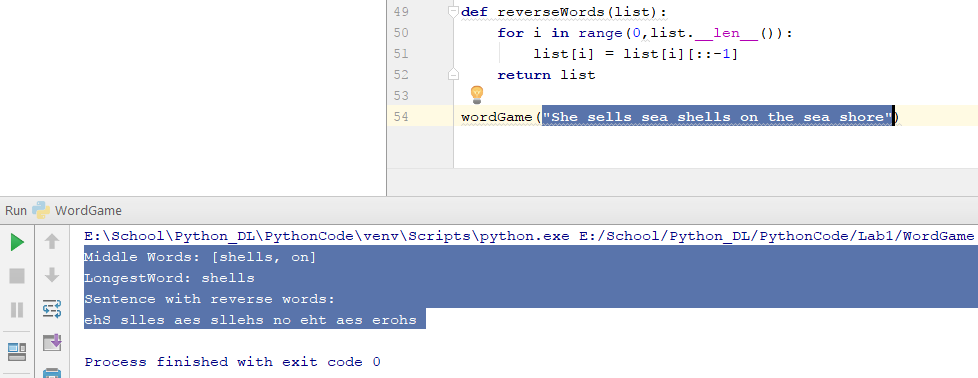 49 def reverseWords(list):
50 for i in range(0,list.__len__()):
51 list[i] = list[i][::-1]
52 return list
53
54 wordGame("She sells sea shells on the sea shore")
Run WordGame
E:\School\Python_DL\PythonCode\venv\Scripts\python.exe E:/School/Python_DL/PythonCode/Lab1/WordGame
Middle Words: [shells, on]
LongestWord: shells
Sentence with reverse words:
ehS slles aes sllehs no eht aes erohs
Process finished with exit code 0